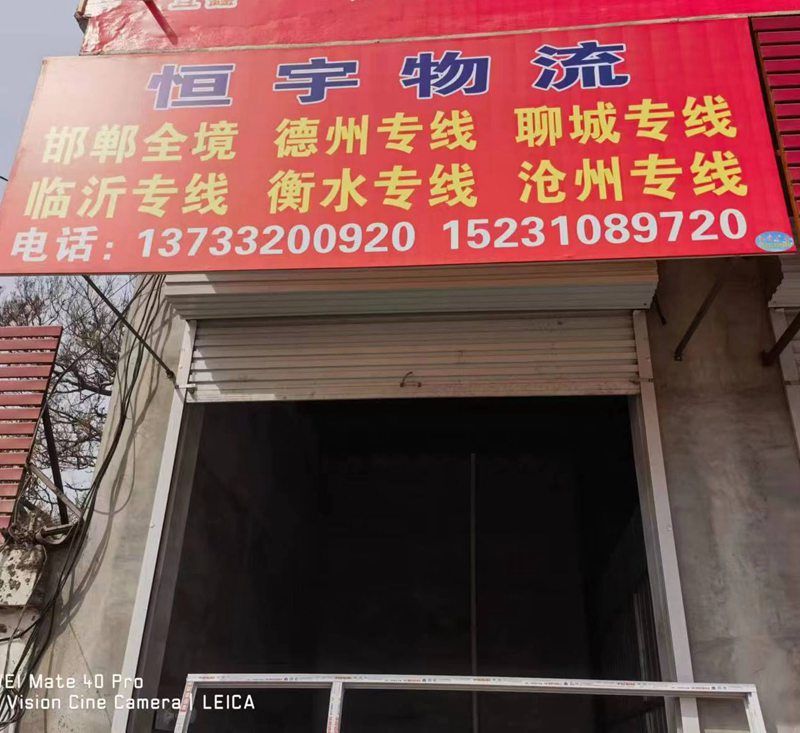 恒宇物流
邯郸全境 德州专线 聊城专线
临沂专线 衡水专线 沧州专线
电话：13733200920 15231089720
EI Mate 40 Pro
Vision Cine Camera | LEICA